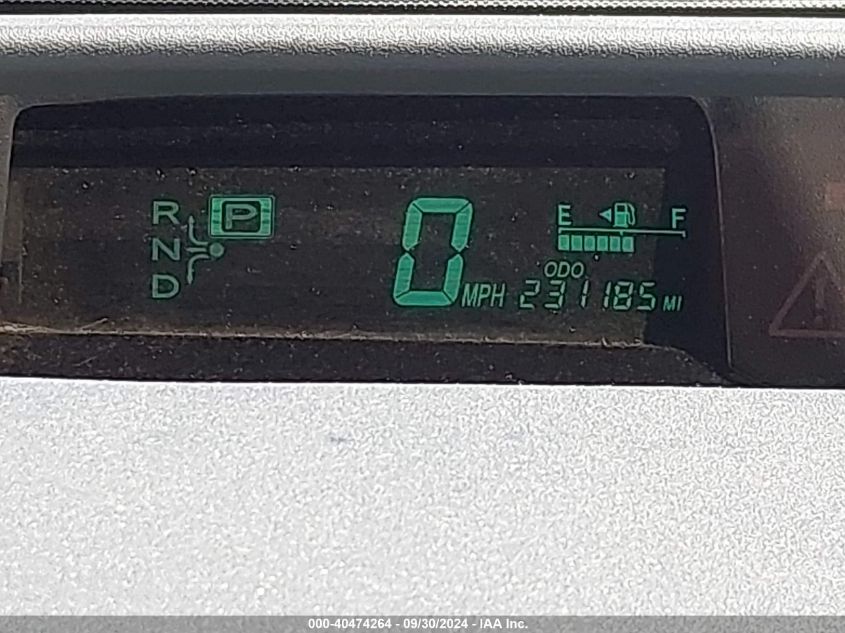 R P
N
D
0 MPH
E F
ODO
231185 MI
000-40474264 - 09/30/2024 - IAA Inc.